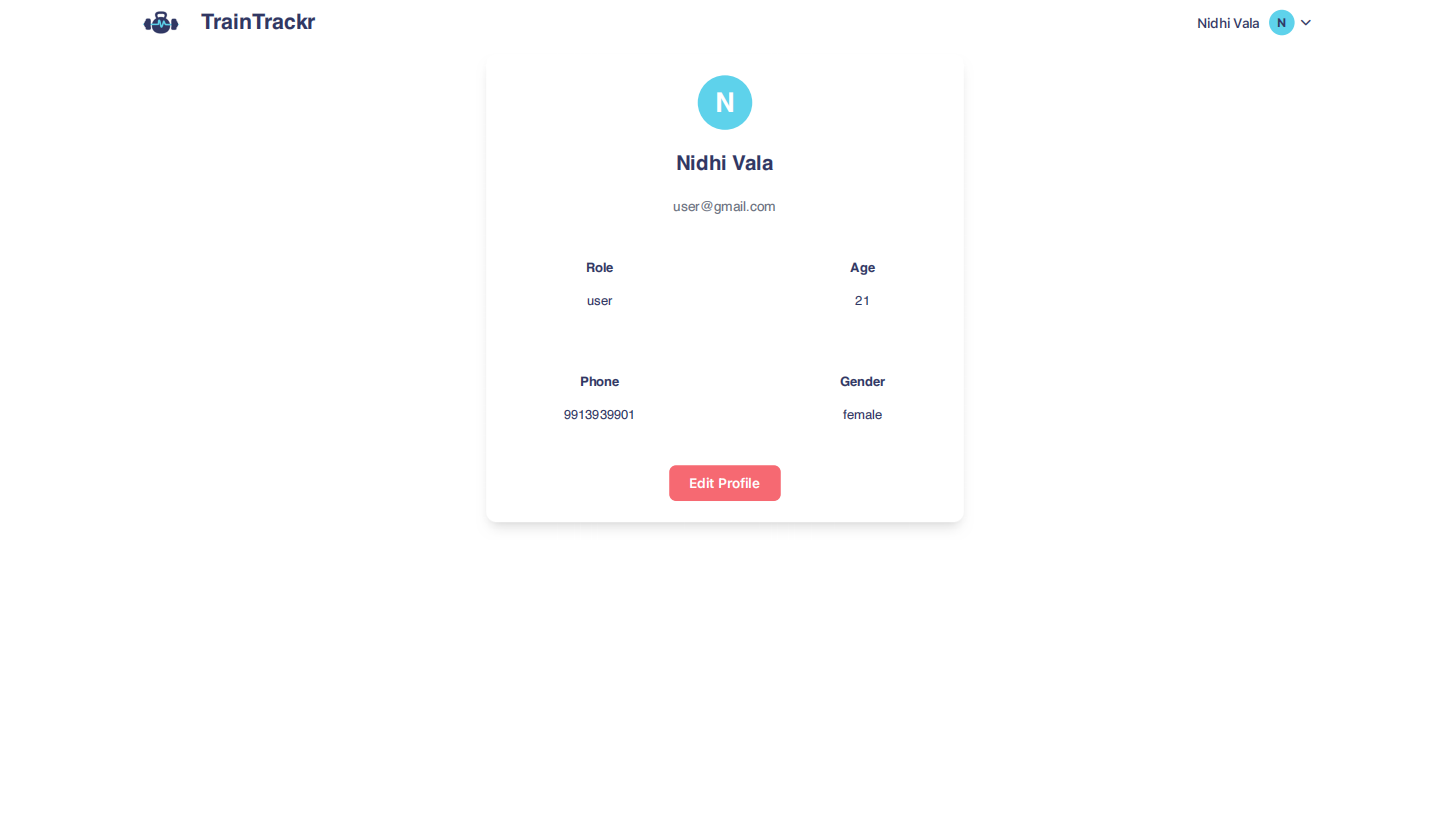 TrainTrackr
Nidhi Vala N
N
Nidhi Vala
user@gmail.com
Role Age
user 21
Phone Gender
9913939901 female
Edit Profile